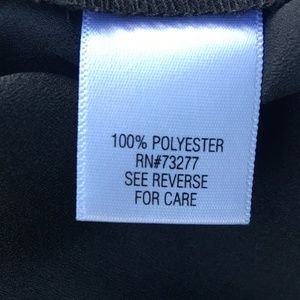 100% POLYESTER
RN#73277
SEE REVERSE
FOR CARE